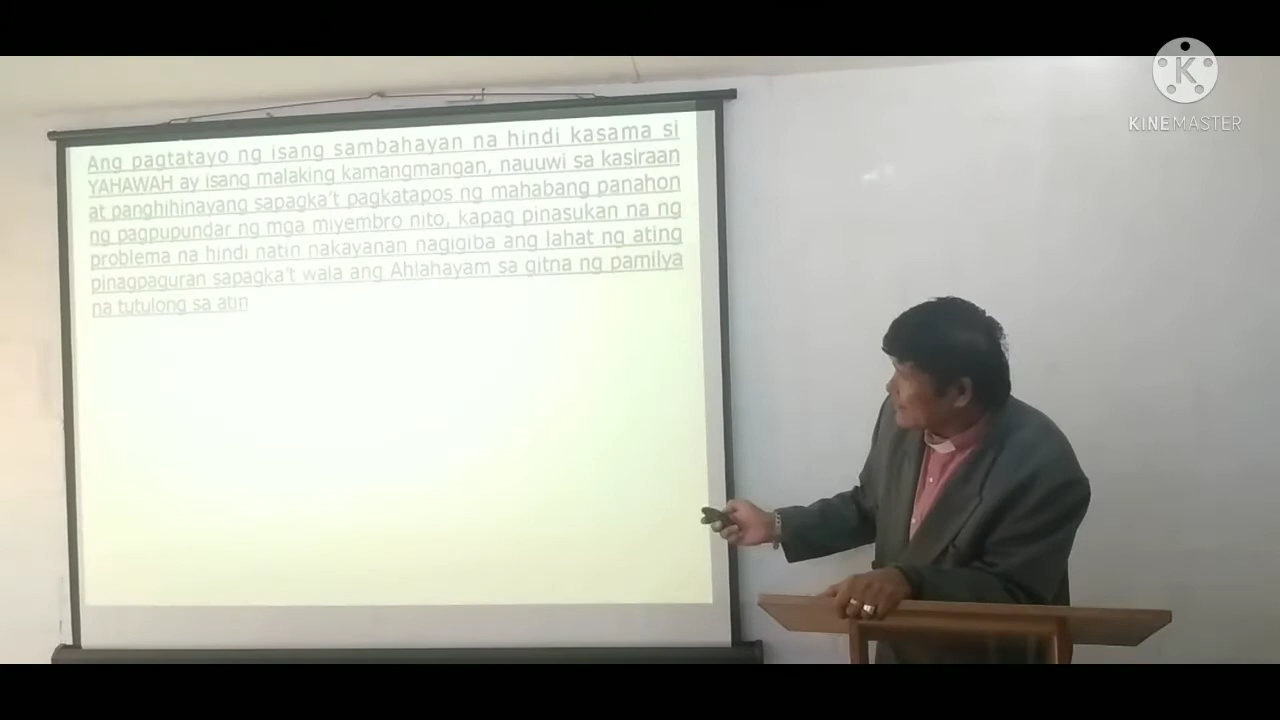 Ang pagtatayo ng isang sambahayan na hindi kasama si
YAHAWAH ay isang malaking kamangmangan, nauuwi sa kasiraan
at panghihinayang sapagka't pagkatapos ng mahabang panahon
ng pagpupundar ng mga miyembro nito, kapag pinasukan na ng
problema na hindi natin nakayanan nagigiba ang lahat ng ating
pinagpaguran sapagka't wala ang Ahlahayam sa gitna ng pamilya
na tutulong sa atin
K
KINEMASTER